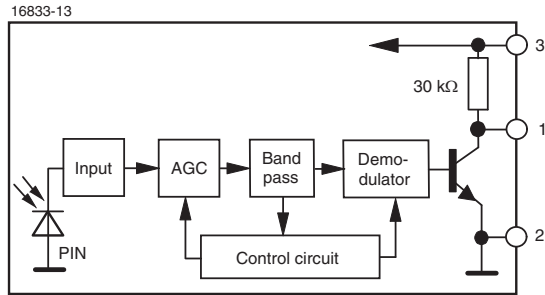 16833-13
3
30 kΩ
1
Input
AGC
Band
pass
Demo-
dulator
2
PIN
Control circuit